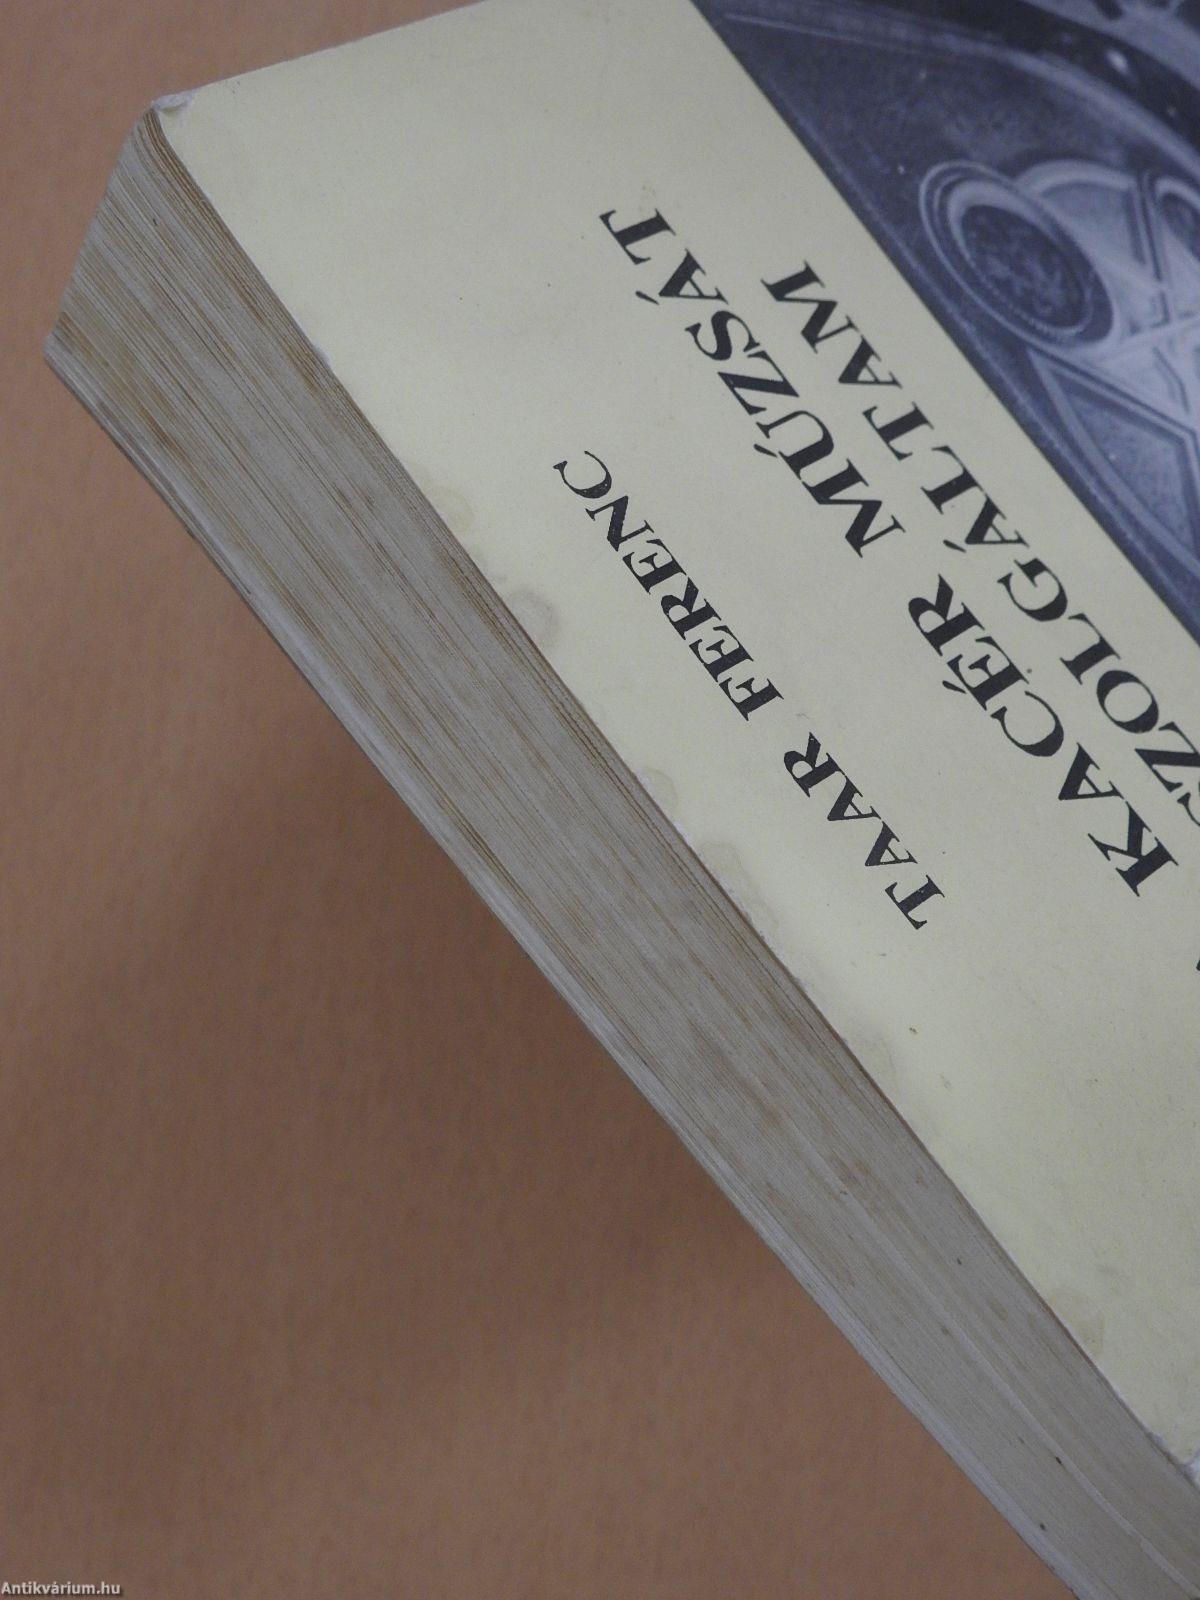 TAAR FERENC
KACÉR MÚZSÁT
SZOLGÁLTAM
Antikvárium.hu